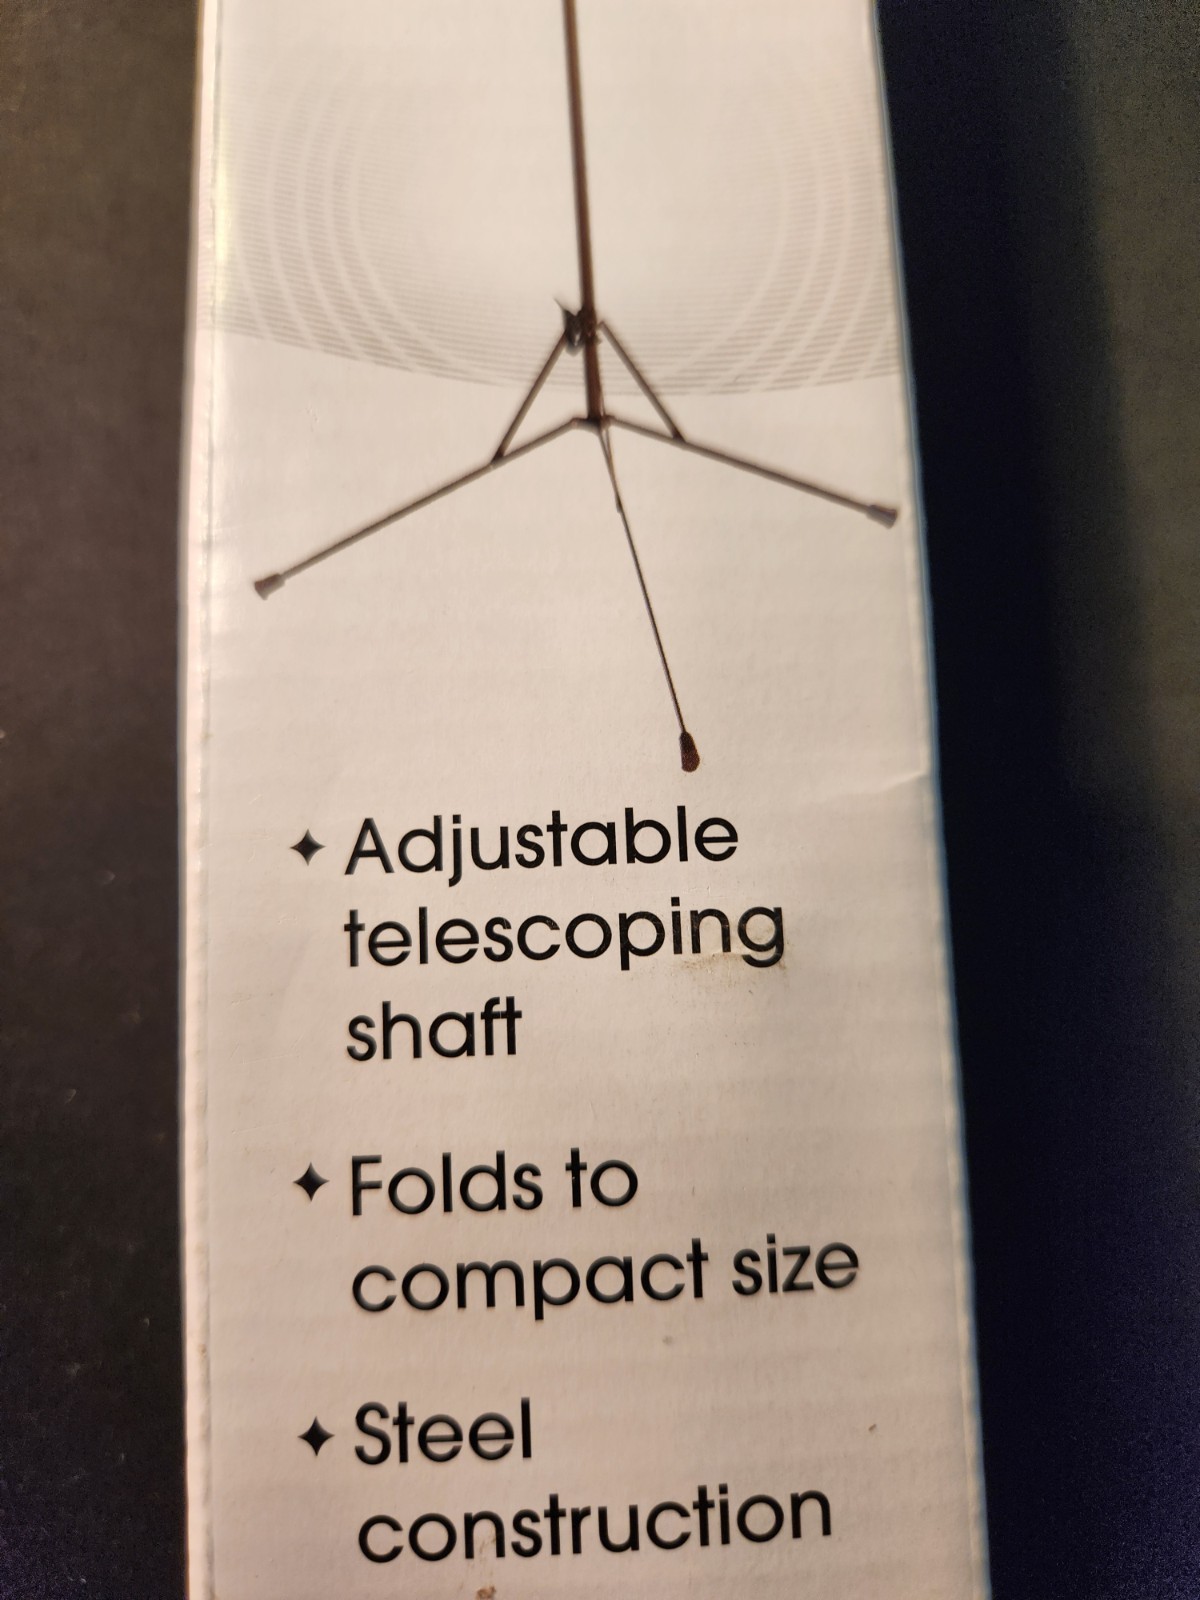 ✦ Adjustable
telescoping
shaft
✦ Folds to
compact size
✦ Steel
construction